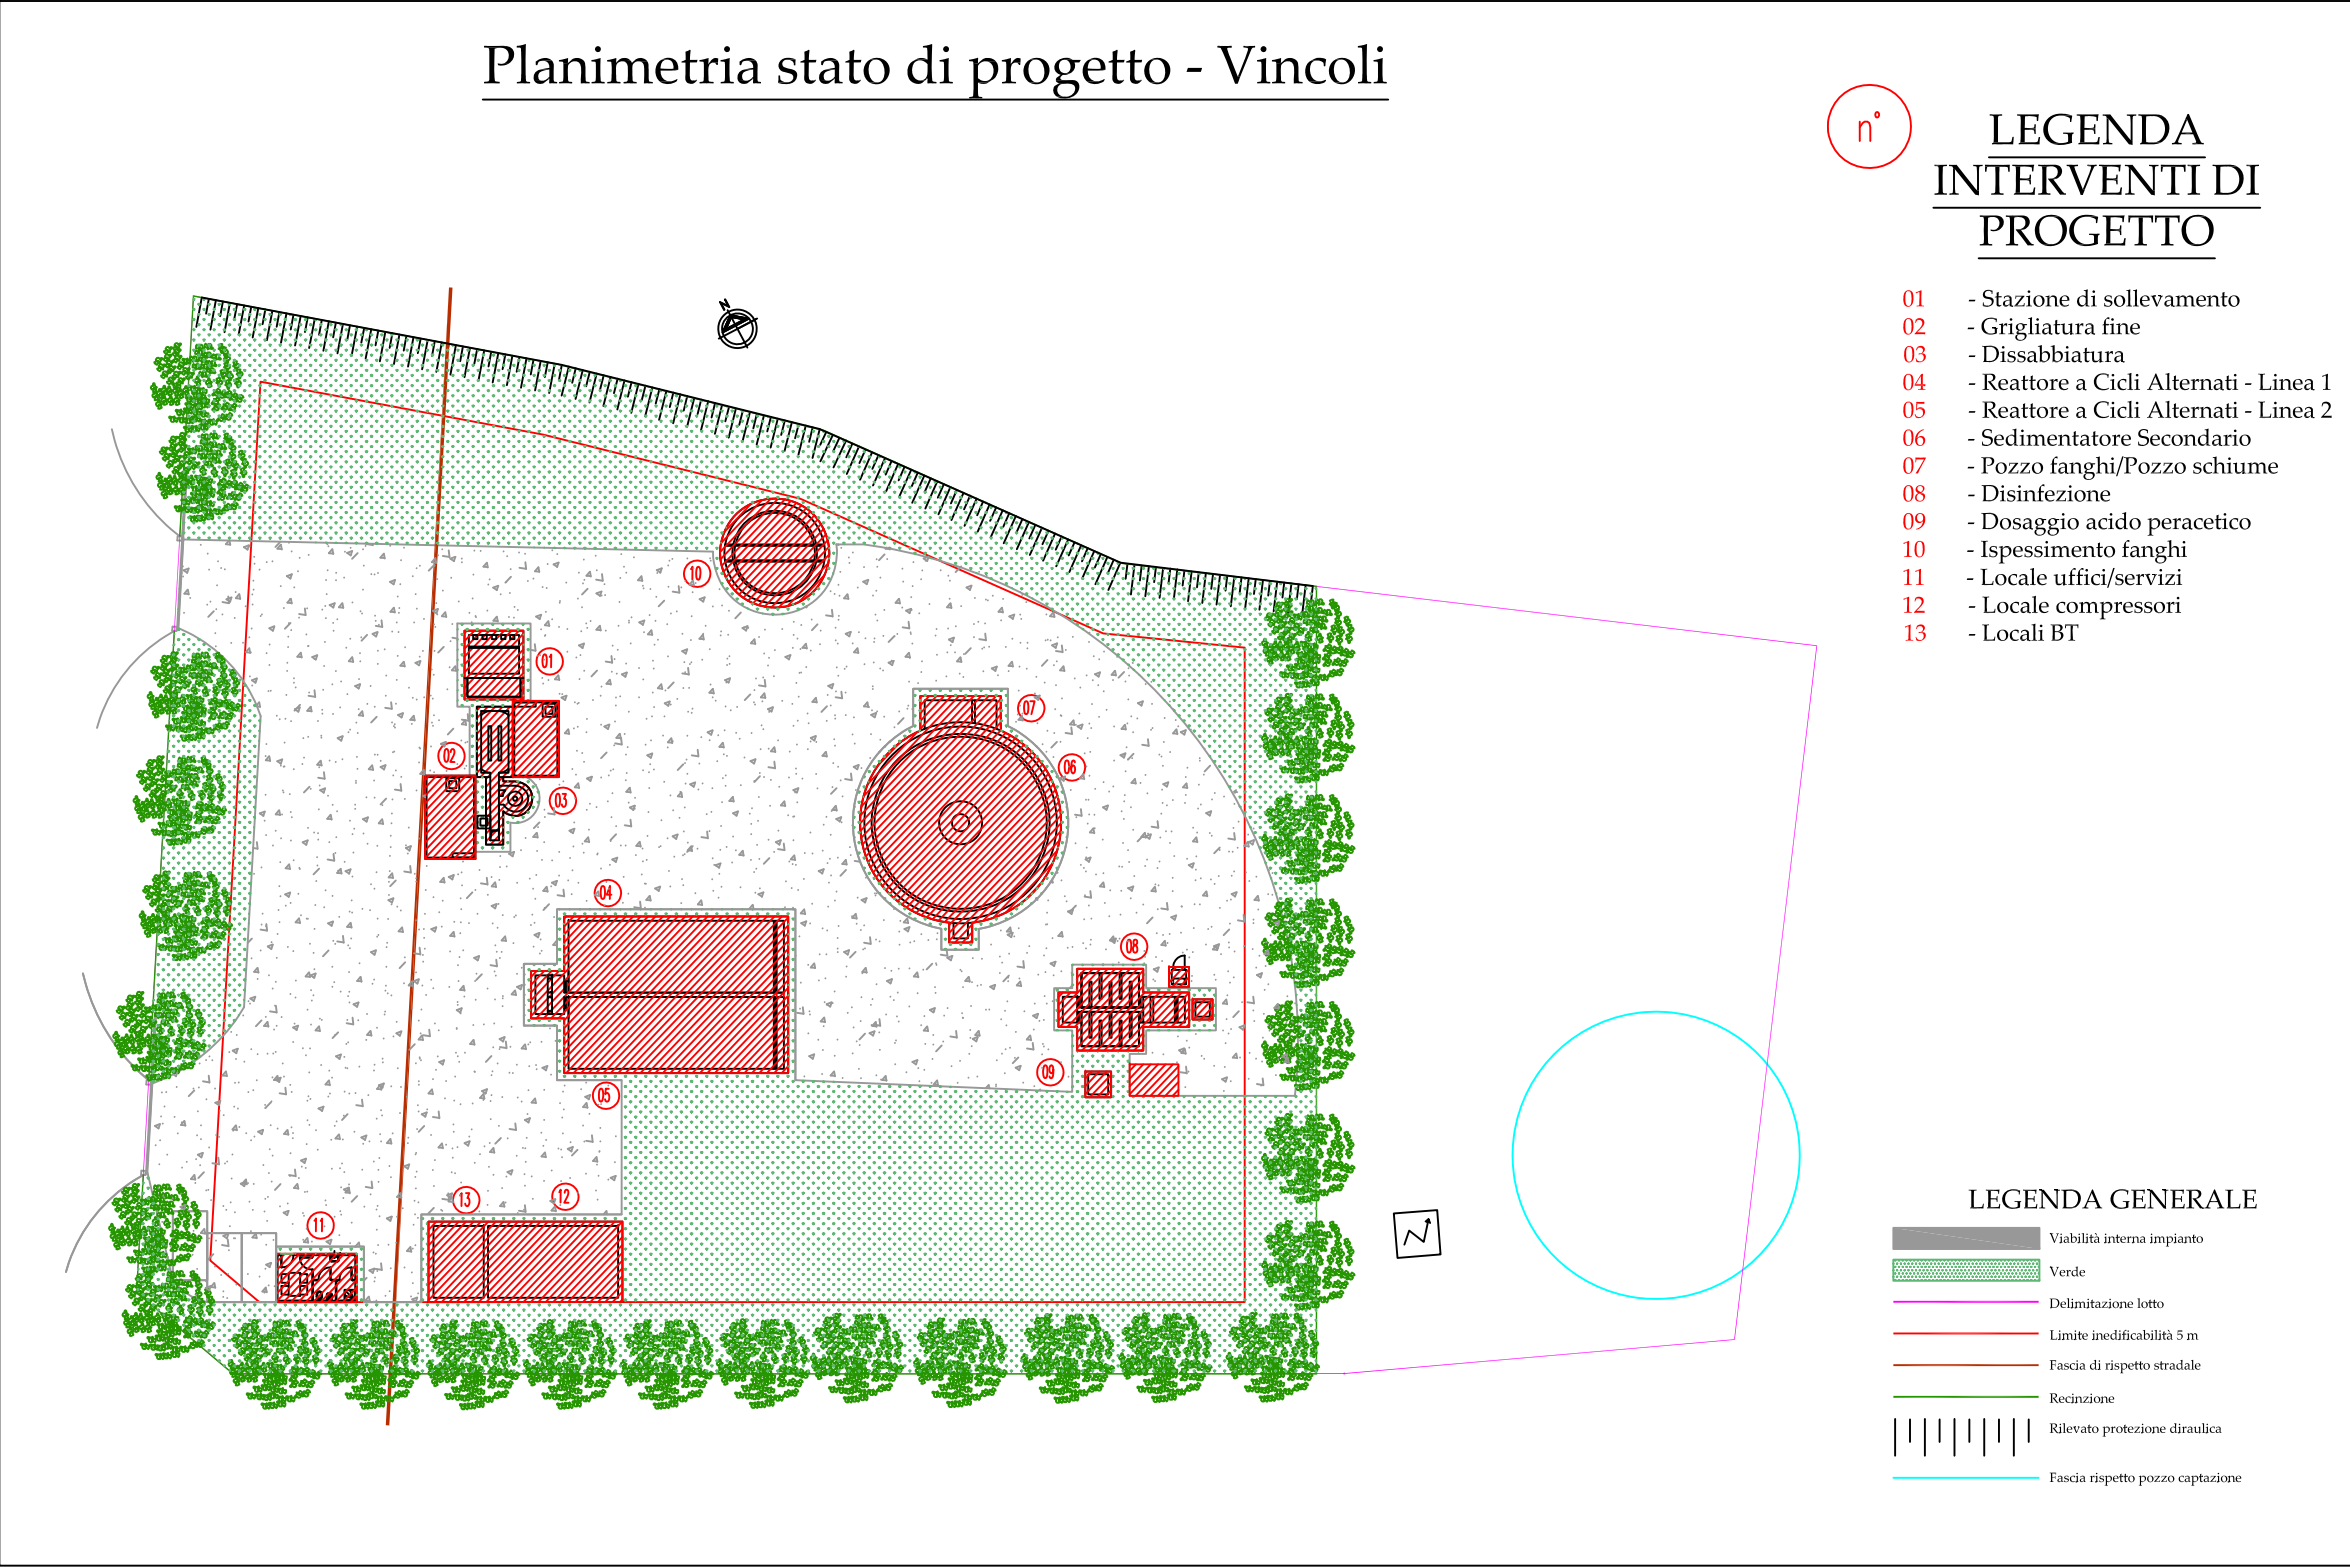 Planimetria stato di progetto - Vincoli
n°
LEGENDA
INTERVENTI DI
PROGETTO
01 - Stazione di sollevamento
02 - Grigliatura fine
03 - Dissabbiatura
04 - Reattore a Cicli Alternati - Linea 1
05 - Reattore a Cicli Alternati - Linea 2
06 - Sedimentatore Secondario
07 - Pozzo fanghi/Pozzo schiume
08 - Disinfezione
09 - Dosaggio acido peracetico
10 - Ispessimento fanghi
11 - Locale uffici/servizi
12 - Locale compressori
13 - Locali BT
N
10
01
07
02
06
03
04
08
09
05
13
12
11
LEGENDA GENERALE
Viabilità interna impianto
Verde
Delimitazione lotto
Limite inedificabilità 5 m
Fascia di rispetto stradale
Recinzione
Rilevato protezione diraulica
Fascia rispetto pozzo captazione